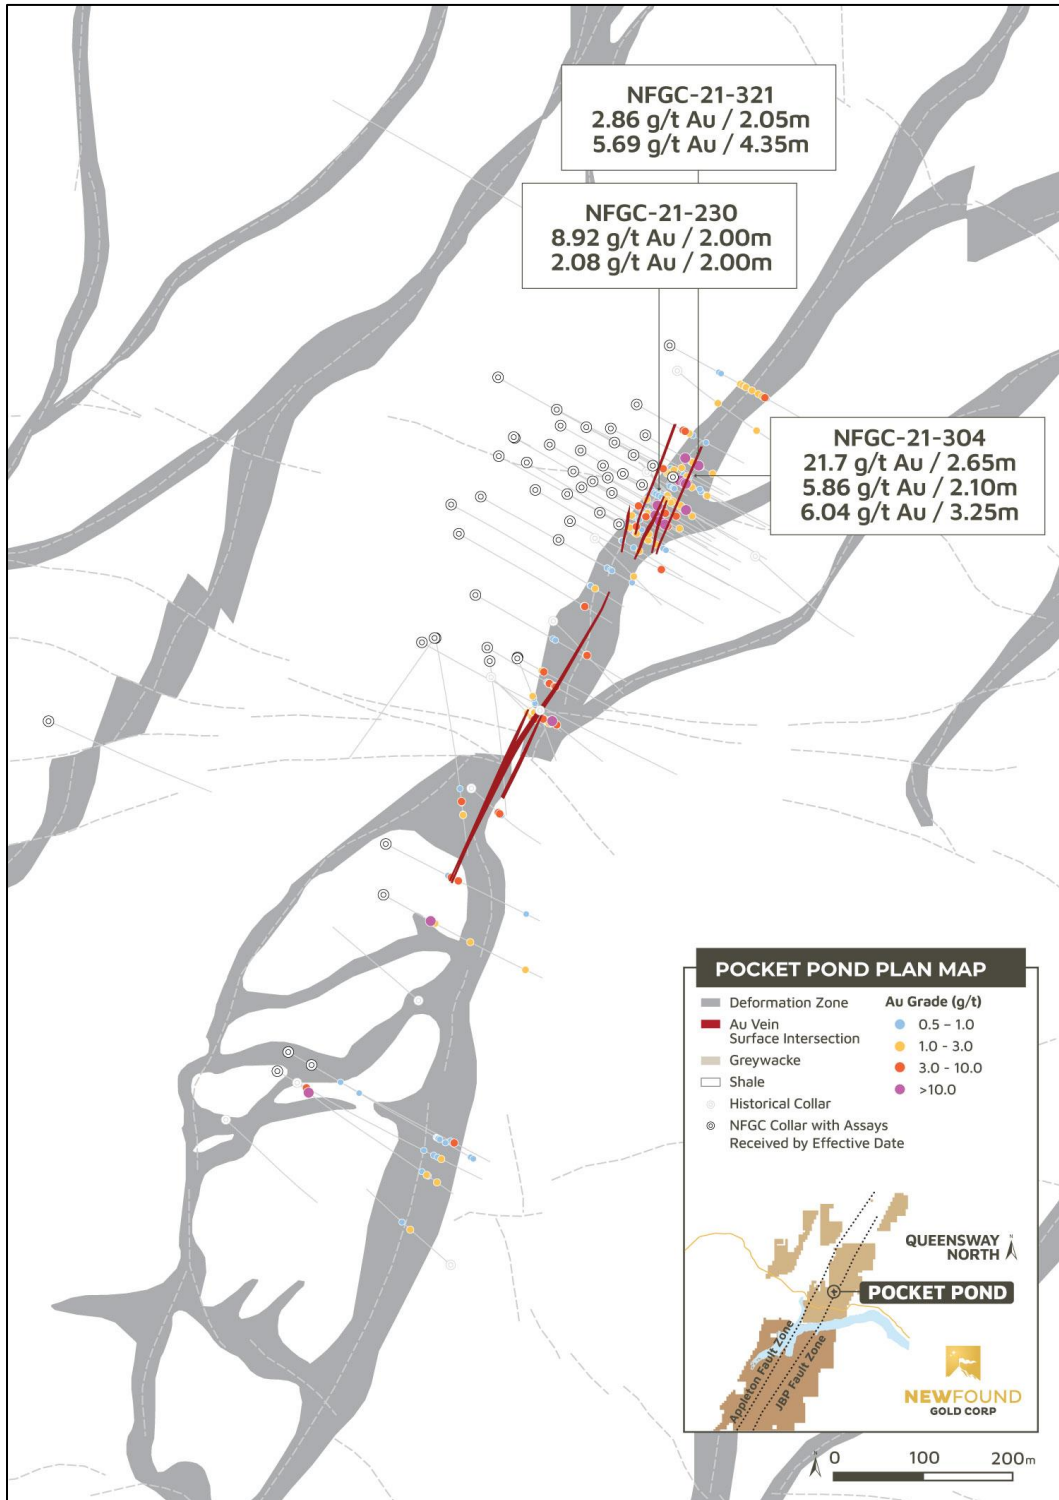 NFGC-21-321
2.86 g/t Au / 2.05m
5.69 g/t Au / 4.35m
NFGC-21-230
8.92 g/t Au / 2.00m
2.08 g/t Au / 2.00m
NFGC-21-304
21.7 g/t Au / 2.65m
5.86 g/t Au / 2.10m
6.04 g/t Au / 3.25m
POCKET POND PLAN MAP
Deformation Zone
Au Vein
Surface Intersection
Greywacke
Shale
Historical Collar
NFGC Collar with Assays
Received by Effective Date
Au Grade (g/t)
0.5 – 1.0
1.0 - 3.0
3.0 - 10.0
>10.0
QUEENSWAY
NORTH
N
POCKET POND
Appleton Fault Zone
JBP Fault Zone
NEWFOUND
GOLD CORP
N
0 100 200m